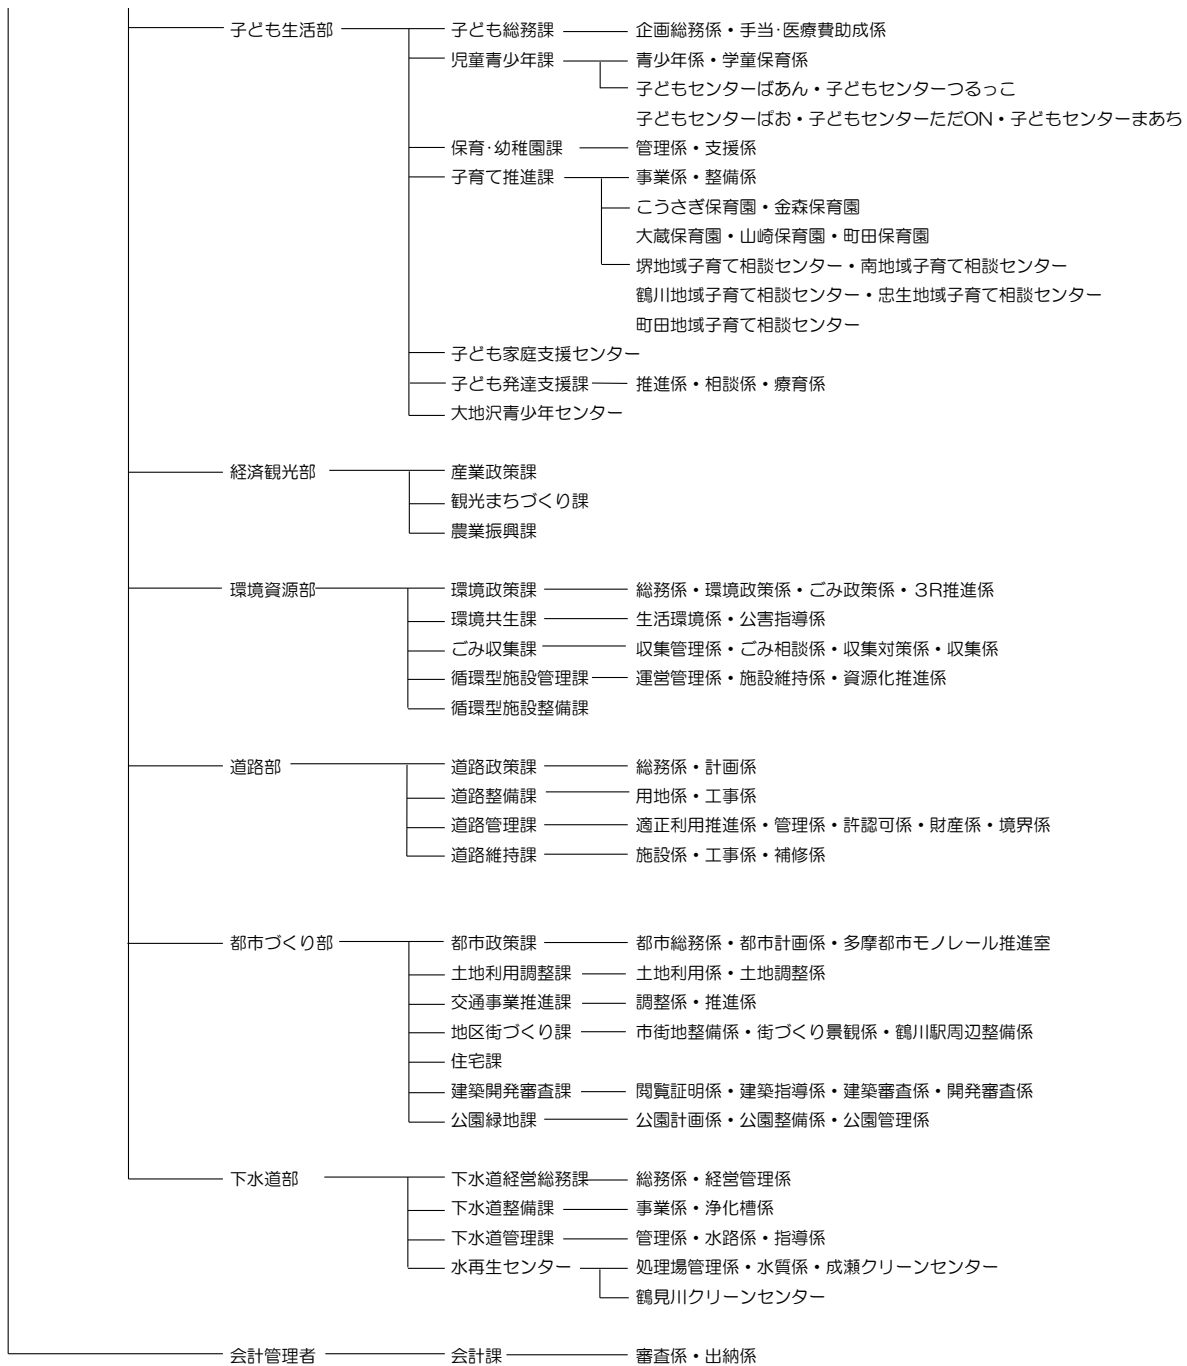 子ども生活部 子ども総務課 企画総務係・手当・医療費助成係
児童青少年課 青少年係・学童保育係
子どもセンターばあん・子どもセンターつるっこ
子どもセンターぱお・子どもセンターただON・子どもセンターまあち
保育・幼稚園課 管理係・支援係
子育て推進課 事業係・整備係
こうさぎ保育園・金森保育園
大蔵保育園・山崎保育園・町田保育園
堺地域子育て相談センター・南地域子育て相談センター
鶴川地域子育て相談センター・忠生地域子育て相談センター
町田地域子育て相談センター
子ども家庭支援センター
子ども発達支援課 推進係・相談係・療育係
大地沢青少年センター
経済観光部 産業政策課
観光まちづくり課
農業振興課
環境資源部 環境政策課 総務係・環境政策係・ごみ政策係・3R推進係
環境共生課 生活環境係・公害指導係
ごみ収集課 収集管理係・ごみ相談係・収集対策係・収集係
循環型施設管理課 運営管理係・施設維持係・資源化推進係
循環型施設整備課
道路部 道路政策課 総務係・計画係
道路整備課 用地係・工事係
道路管理課 適正利用推進係・管理係・許認可係・財産係・境界係
道路維持課 施設係・工事係・補修係
都市づくり部 都市政策課 都市総務係・都市計画係・多摩都市モノレール推進室
土地利用調整課 土地利用係・土地調整係
交通事業推進課 調整係・推進係
地区街づくり課 市街地整備係・街づくり景観係・鶴川駅周辺整備係
住宅課
建築開発審査課 閲覧証明係・建築指導係・建築審査係・開発審査係
公園緑地課 公園計画係・公園整備係・公園管理係
下水道部 下水道経営総務課 総務係・経営管理係
下水道整備課 事業係・浄化槽係
下水道管理課 管理係・水路係・指導係
水再生センター 処理場管理係・水質係・成瀬クリーンセンター
鶴見川クリーンセンター
会計管理者 会計課 審査係・出納係